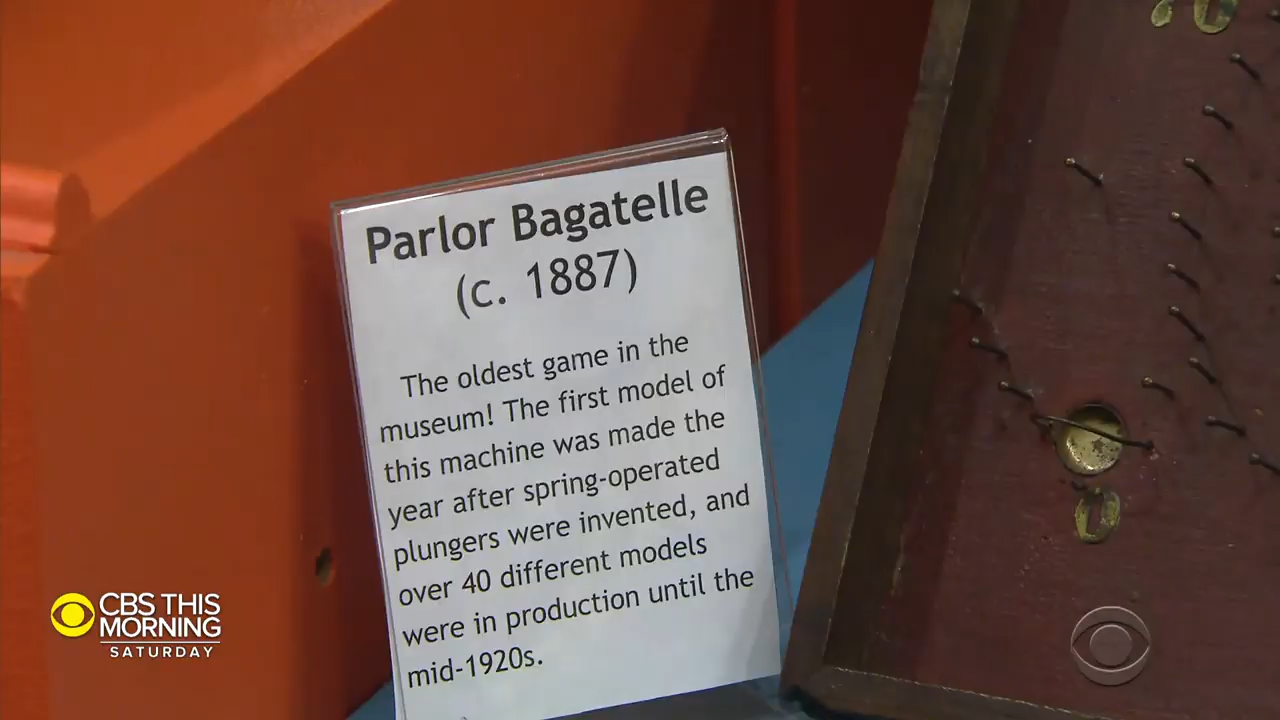 Parlor Bagatelle
(c. 1887)
The oldest game in the
museum! The first model of
this machine was made the
year after spring-operated
plungers were invented, and
over 40 different models
were in production until the
mid-1920s.
0
CBS THIS
MORNING
SATURDAY